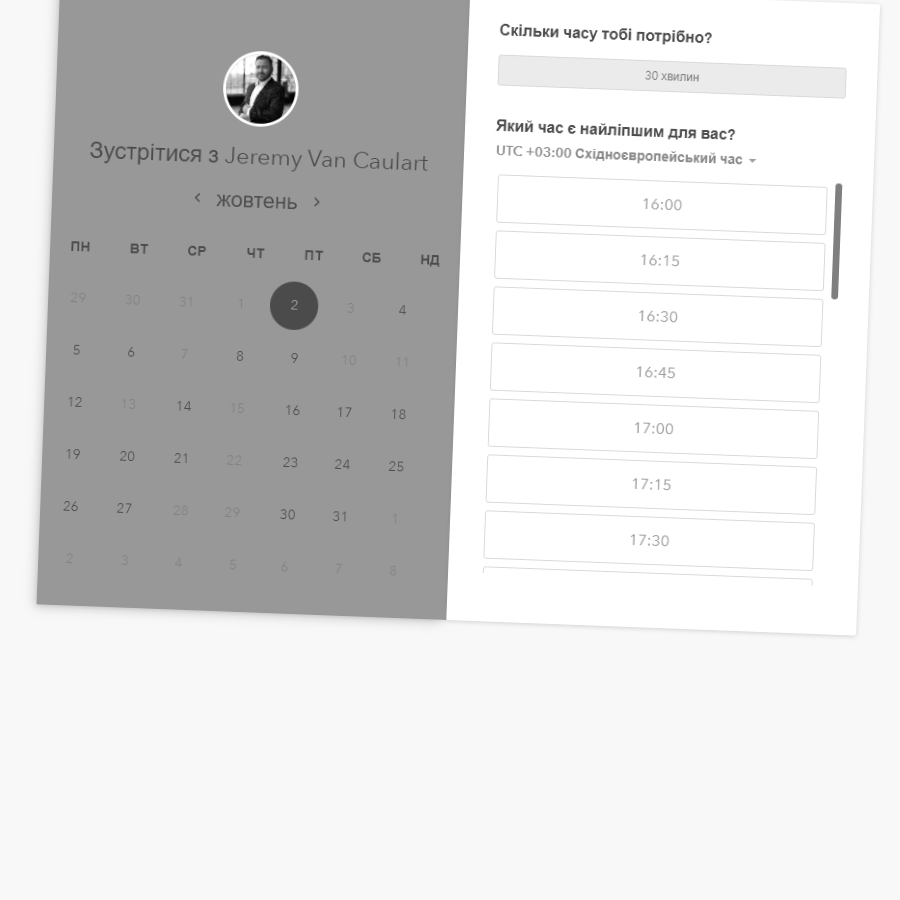 Зустрітися з Jeremy Van Caulart
жовтень
ПН ВТ СР ЧТ ПТ СБ НД
29 30 31 1 2 3 4
5 6 7 8 9 10 11
12 13 14 15 16 17 18
19 20 21 22 23 24 25
26 27 28 29 30 31 1
2 3 4 5 6 7 8
Скільки часу тобі потрібно?
30 хвилин
Який час є найліпшим для вас?
UTC +03:00 Східноєвропейський час
16:00
16:15
16:30
16:45
17:00
17:15
17:30